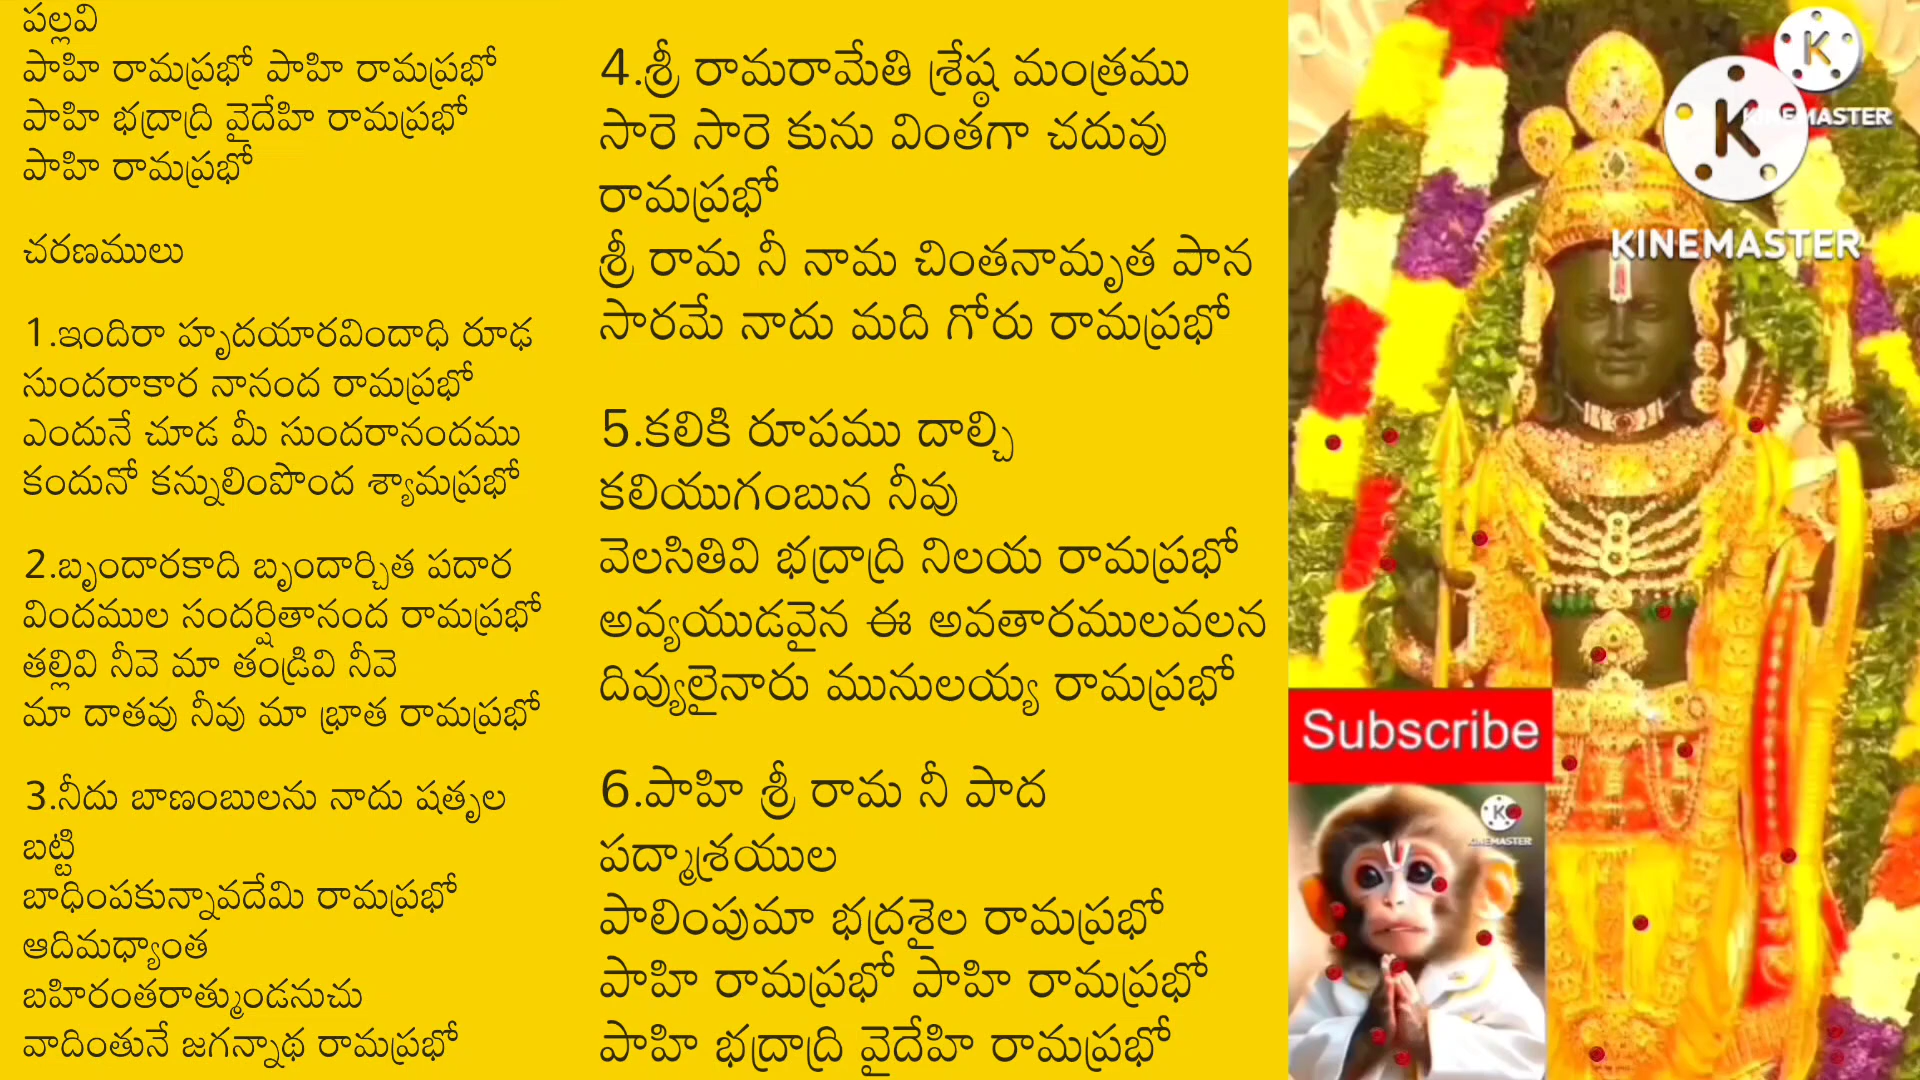 పల్లవి
పాహి రామప్రభో పాహి రామప్రభో
పాహి భద్రాద్రి వైదేహి రామప్రభో
పాహి రామప్రభో
చరణములు
1.ఇందిరా హృదయారవిందాధి రూఢ
సుందరాకార నానంద రామప్రభో
ఎందునే చూడ మీ సుందరానందము
కందునో కన్నులింపొంద శ్యామప్రభో
2.బృందారకాది బృందార్చిత పదార
విందముల సందర్శితానంద రామప్రభో
తల్లివి నీవె మా తండ్రివి నీవె
మా దాతవు నీవు మా భ్రాత రామప్రభో
3.నీదు బాణంబులను నాదు షతృల
బట్టి
బాధింపకున్నావదేమి రామప్రభో
ఆదిమధ్యాంత
బహిరంతరాత్ముండనుచు
వాదింతునే జగన్నాథ రామప్రభో
4.శ్రీ రామరామేతి శ్రేష్ఠ మంత్రము
సారె సారె కును వింతగా చదువు
రామప్రభో
శ్రీ రామ నీ నామ చింతనామృత పాన
సారమే నాదు మది గోరు రామప్రభో
5.కలికి రూపము దాల్చి
కలియుగంబున నీవు
వెలసితివి భద్రాద్రి నిలయ రామప్రభో
అవ్యయుడవైన ఈ అవతారములవలన
దివ్యులైనారు మునులయ్య రామప్రభో
6.పాహి శ్రీ రామ నీ పాద
పద్మాశ్రయుల
పాలింపుమా భద్రశైల రామప్రభో
పాహి రామప్రభో పాహి రామప్రభో
పాహి భద్రాద్రి వైదేహి రామప్రభో
K
KINEMASTER
K
KINEMASTER
Subscribe
K
KINEMASTER